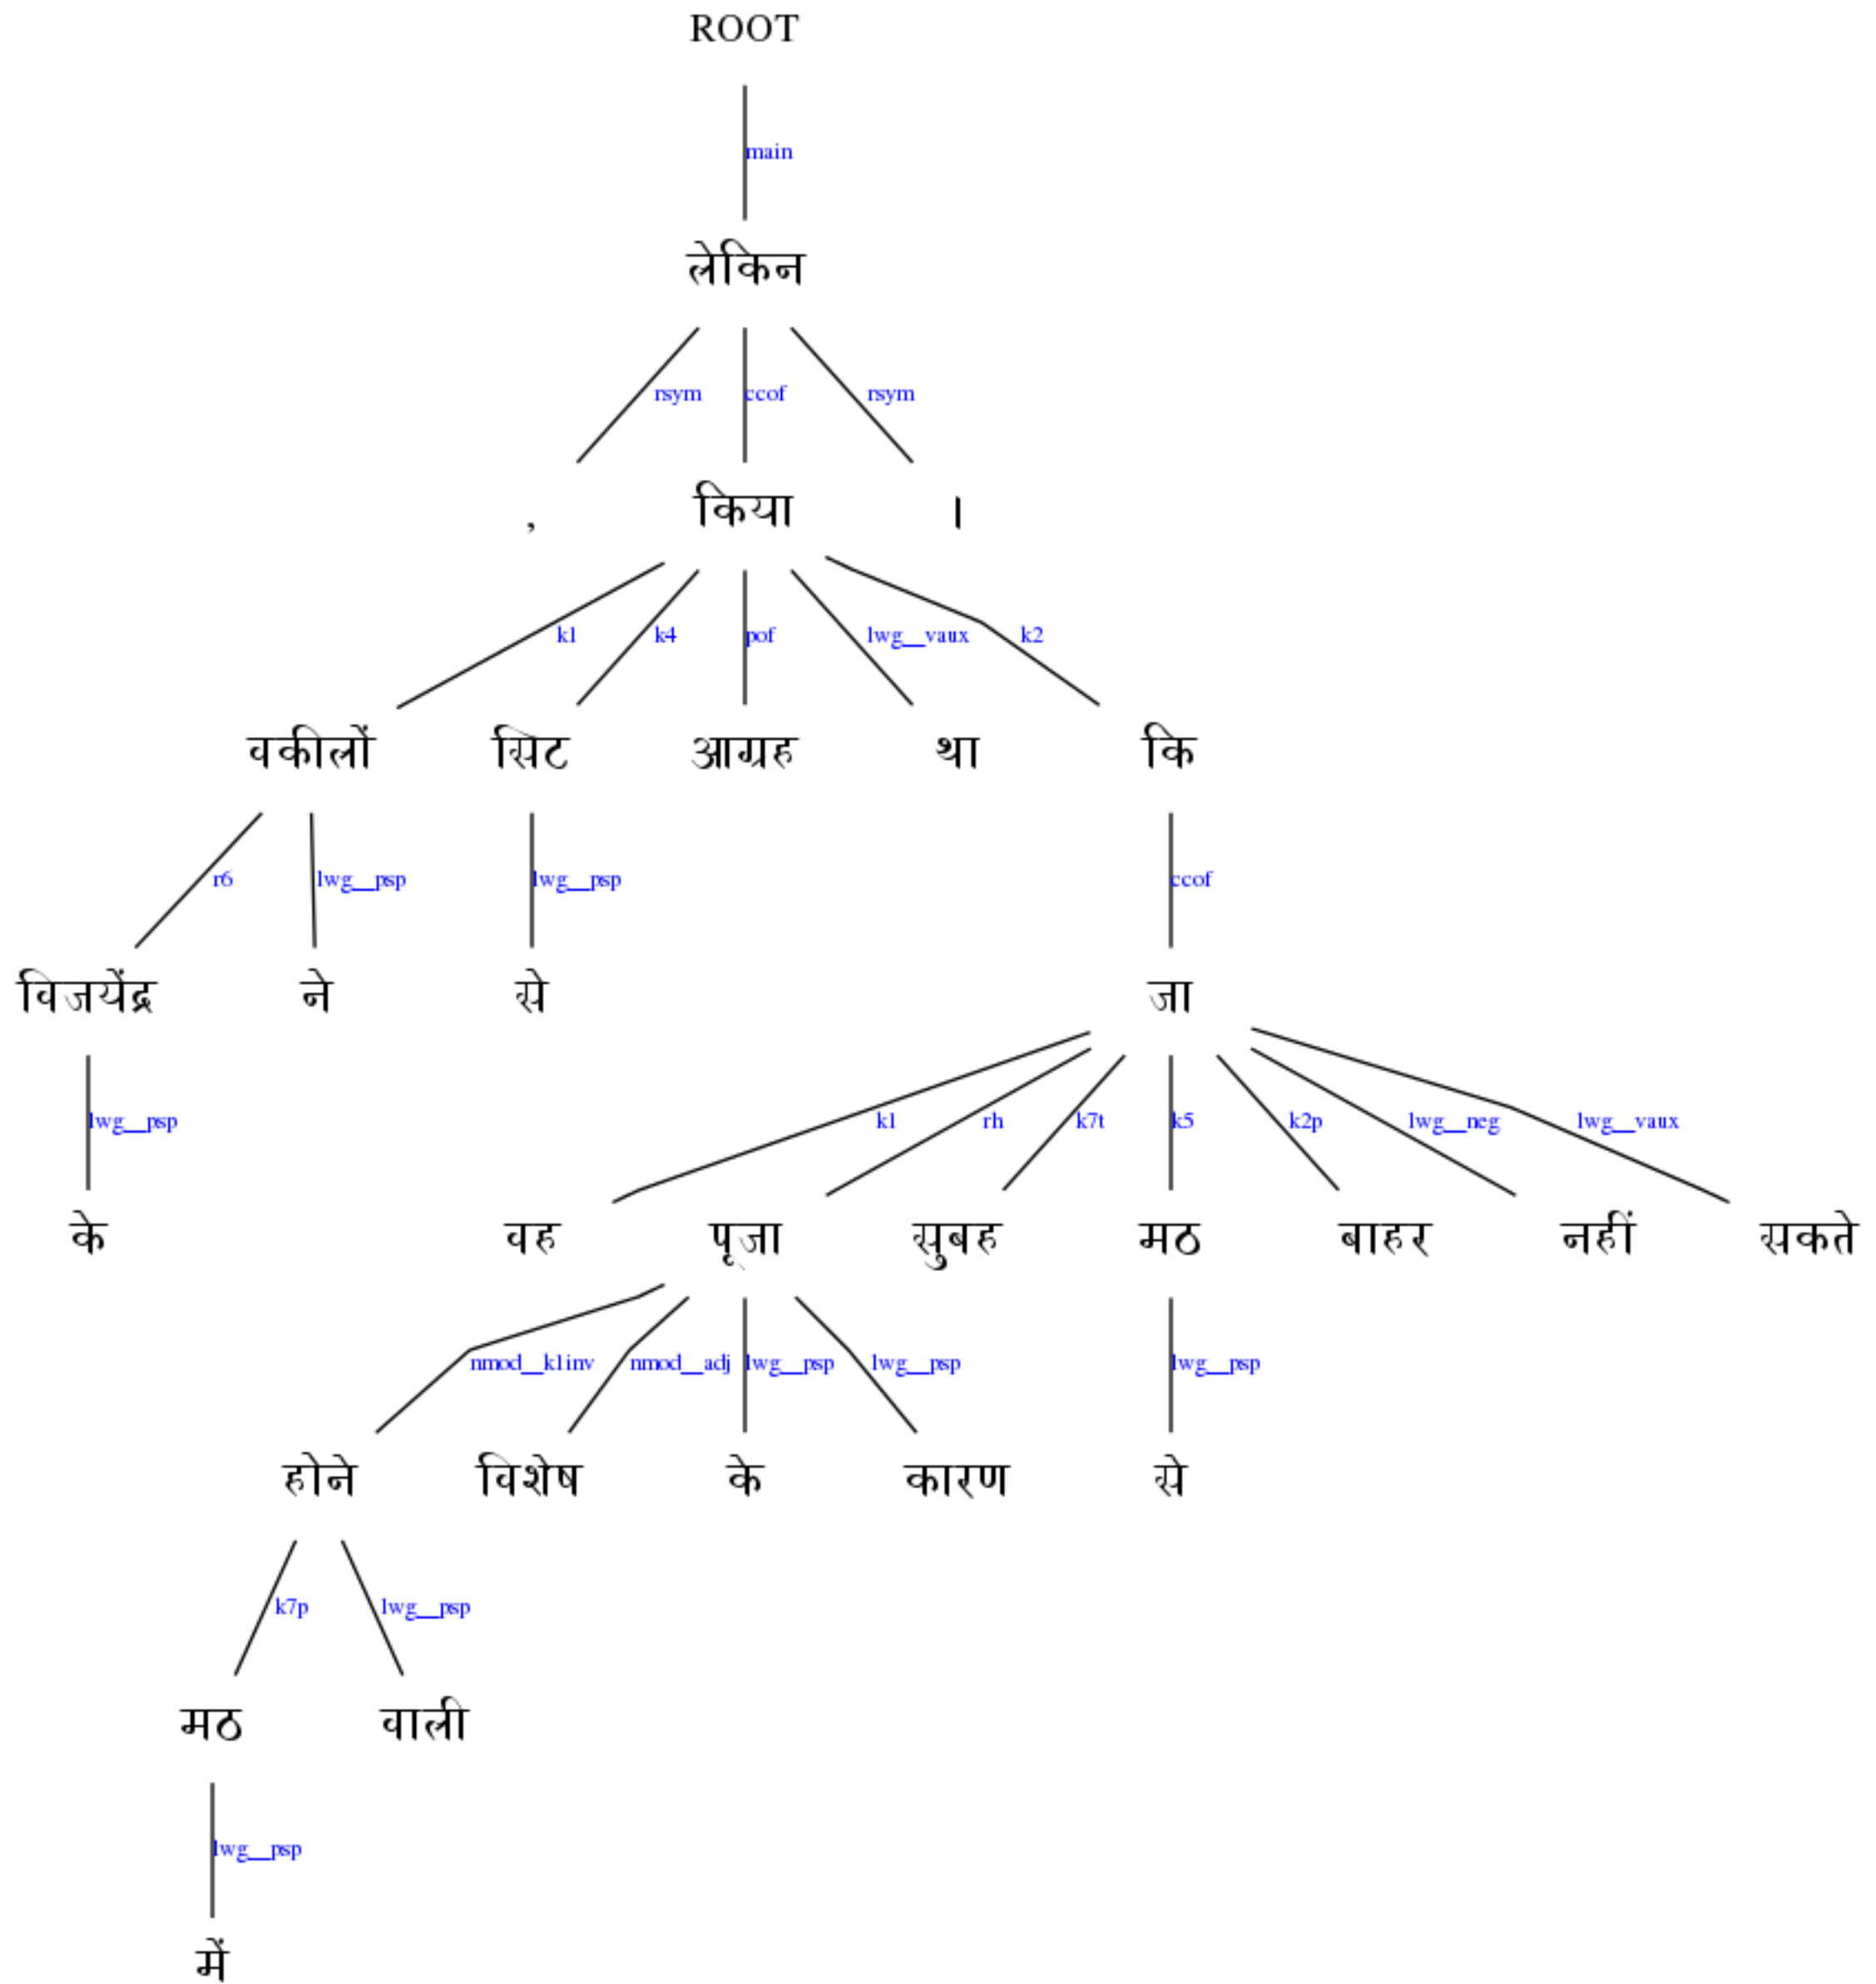 ROOT
main
लेकिन
rsym ccof rsym
, किया ।
k1 k4 pof lwg__vaux k2
वकीलों सिट आग्रह था कि
r6 lwg__psp lwg__psp ccof
विजयेंद्र ने से जा
lwg__psp k1 rh k7t k5 k2p lwg__neg lwg__vaux
के वह पूजा सुबह मठ बाहर नहीं सकते
nmod__k1inv nmod__adj lwg__psp lwg__psp lwg__psp
होने विशेष के कारण से
k7p lwg__psp
मठ वाली
lwg__psp
में